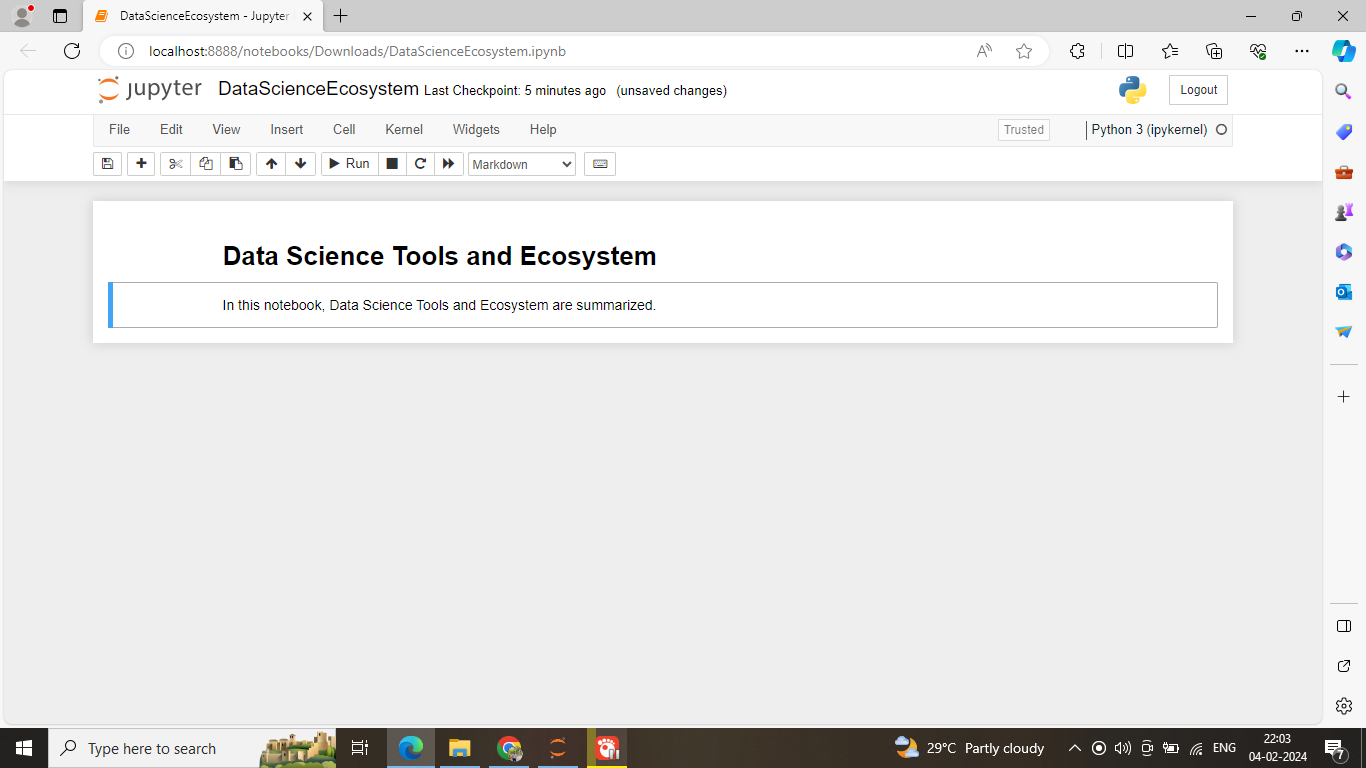 DataScienceEcosystem - Jupyter
localhost:8888/notebooks/Downloads/DataScienceEcosystem.ipynb
jupyter DataScienceEcosystem Last Checkpoint: 5 minutes ago (unsaved changes) Logout
File Edit View Insert Cell Kernel Widgets Help Trusted Python 3 (ipykernel)
Run Markdown
Data Science Tools and Ecosystem
In this notebook, Data Science Tools and Ecosystem are summarized.
Type here to search 29°C Partly cloudy ENG 22:03
04-02-2024 7